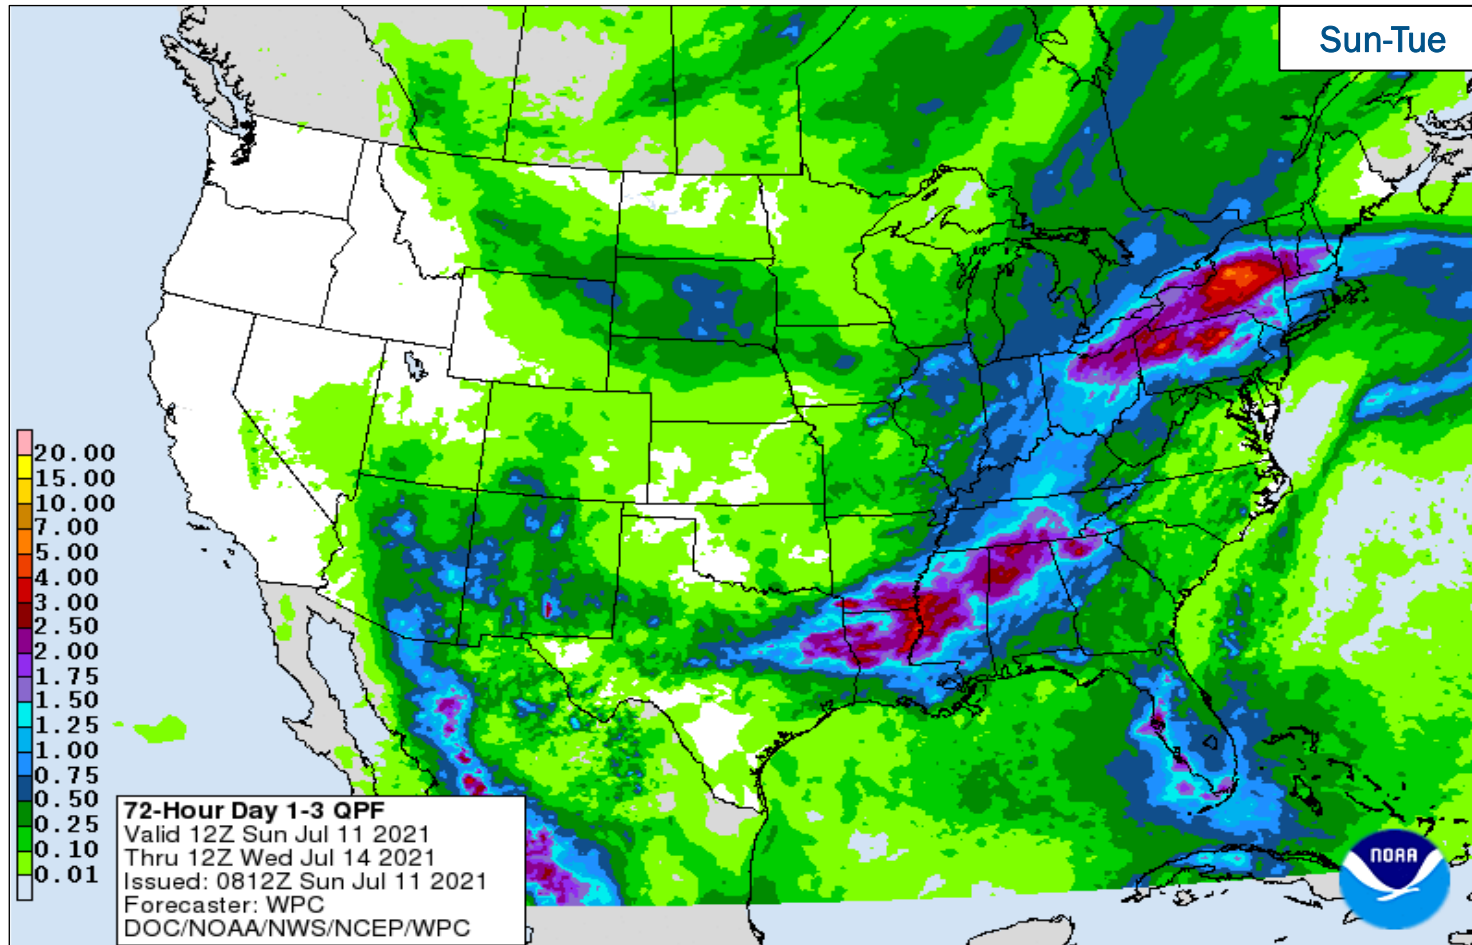 Sun-Tue
20.00
15.00
10.00
7.00
5.00
4.00
3.00
2.50
2.00
1.75
1.50
1.25
1.00
0.75
0.50
0.25
0.10
0.01
72-Hour Day 1-3 QPF
Valid 12Z Sun Jul 11 2021
Thru 12Z Wed Jul 14 2021
Issued: 0812Z Sun Jul 11 2021
Forecaster: WPC
DOC/NOAA/NWS/NCEP/WPC
NOAA